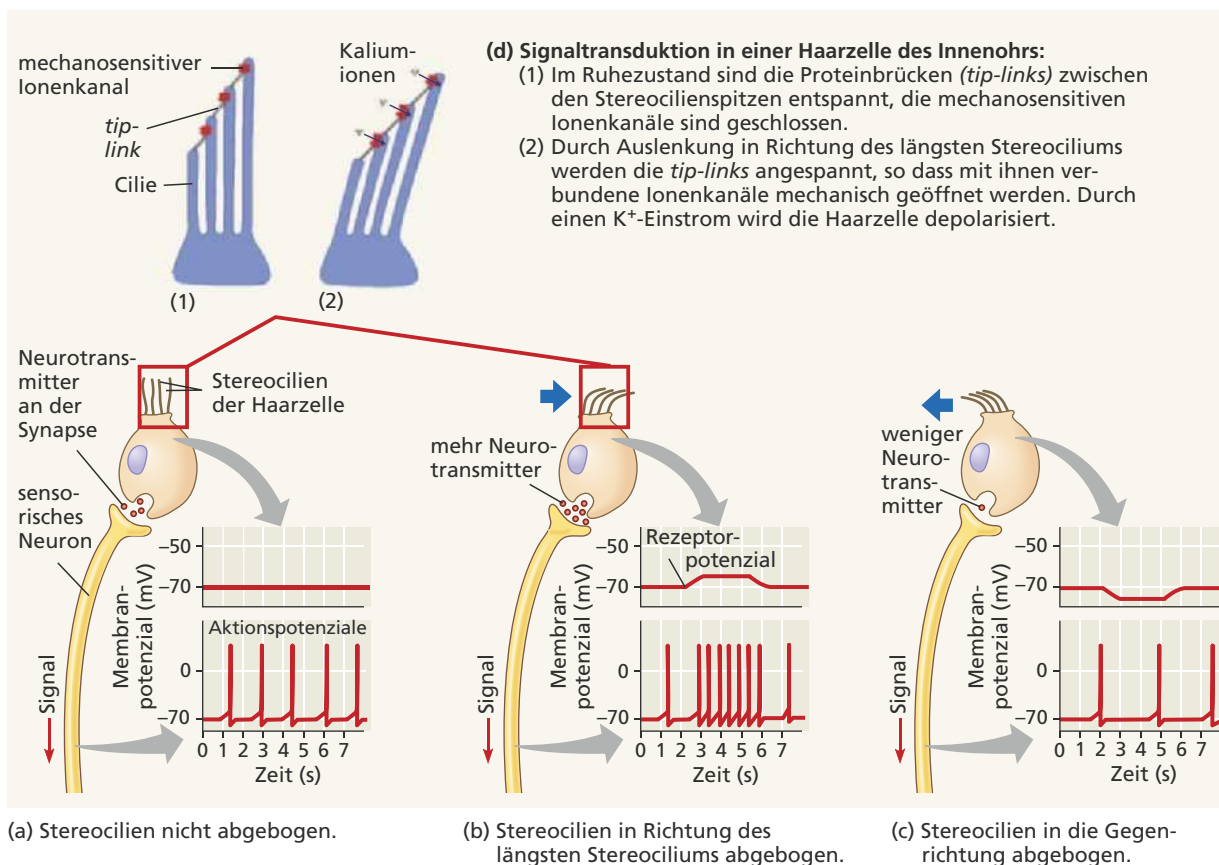 mechanosensitiver
Ionenkanal
tip-
link
Cilie
(1)
Kalium-
ionen
(2)
(d) Signaltransduktion in einer Haarzelle des Innenohrs:
(1) Im Ruhezustand sind die Proteinbrücken (tip-links) zwischen
den Stereocilienspitzen entspannt, die mechanosensitiven
Ionenkanäle sind geschlossen.
(2) Durch Auslenkung in Richtung des längsten Stereociliums
werden die tip-links angespannt, so dass mit ihnen ver-
bundene Ionenkanäle mechanisch geöffnet werden. Durch
einen K⁺-Einstrom wird die Haarzelle depolarisiert.
Neurotrans-
mitter
an der
Synapse
Stereocilien
der Haarzelle
senso-
risches
Neuron
Signal
Membran-
potenzial (mV)
–50
–70
Aktionspotenziale
0
–70
0 1 2 3 4 5 6 7
Zeit (s)
(a) Stereocilien nicht abgebogen.
mehr Neuro-
transmitter
Signal
Membran-
potenzial (mV)
–50
–70
Rezeptor-
potenzial
0
–70
0 1 2 3 4 5 6 7
Zeit (s)
(b) Stereocilien in Richtung des
längsten Stereociliums abgebogen.
weniger
Neuro-
trans-
mitter
Signal
Membran-
potenzial (mV)
–50
–70
0
–70
0 1 2 3 4 5 6 7
Zeit (s)
(c) Stereocilien in die Gegen-
richtung abgebogen.